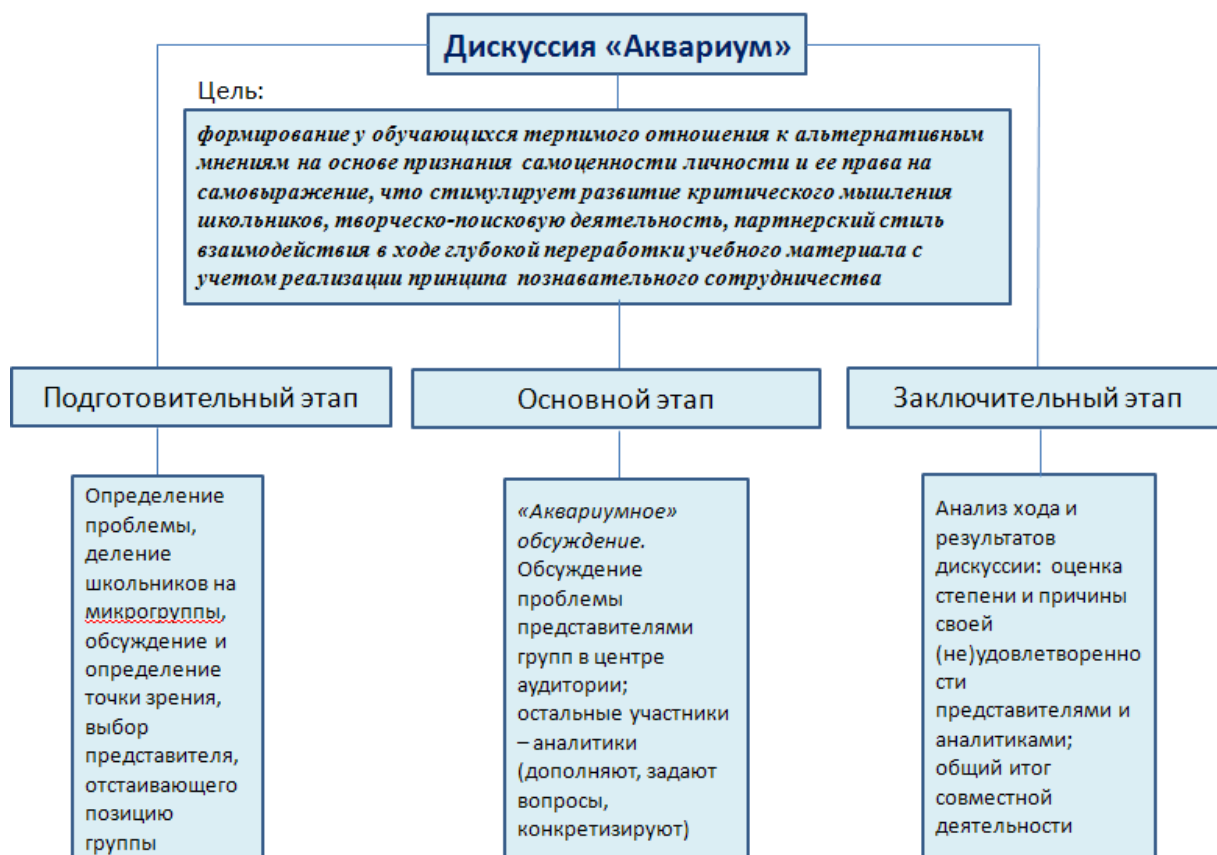 Дискуссия «Аквариум»
Цель:
формирование у обучающихся терпимого отношения к альтернативным
мнениям на основе признания самоценности личности и ее права на
самовыражение, что стимулирует развитие критического мышления
школьников, творческо-поисковую деятельность, партнерский стиль
взаимодействия в ходе глубокой переработки учебного материала с
учетом реализации принципа познавательного сотрудничества
Подготовительный этап
Основной этап
Заключительный этап
Определение
проблемы,
деление
школьников на
микрогруппы,
обсуждение и
определение
точки зрения,
выбор
представителя,
отстаивающего
позицию
группы
«Аквариумное»
обсуждение.
Обсуждение
проблемы
представителями
групп в центре
аудитории;
остальные участники
– аналитики
(дополняют, задают
вопросы,
конкретизируют)
Анализ хода и
результатов
дискуссии: оценка
степени и причины
своей
(не)удовлетворенно
сти
представителями и
аналитиками;
общий итог
совместной
деятельности